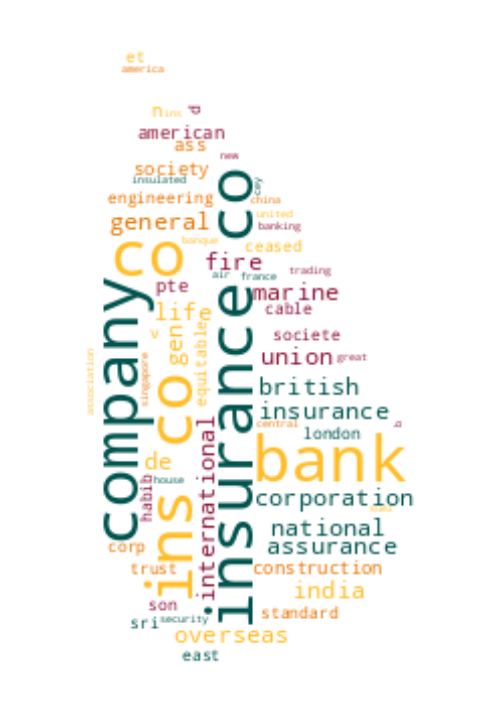 et
america
n ins d
american
ass
new
society
insulated
cey
engineering
china
general
united
banking
banque
co
ceased
fire
trading
air france
pte
marine
life
cable
v
societe
gen
equitable
union great
association
singapore
company
ins co
insurance co
british
insurance
central
a
london
bank
de
house
habib
international
corporation
national
assurance
corp
trust
construction
india
son
standard
sri security
overseas
east